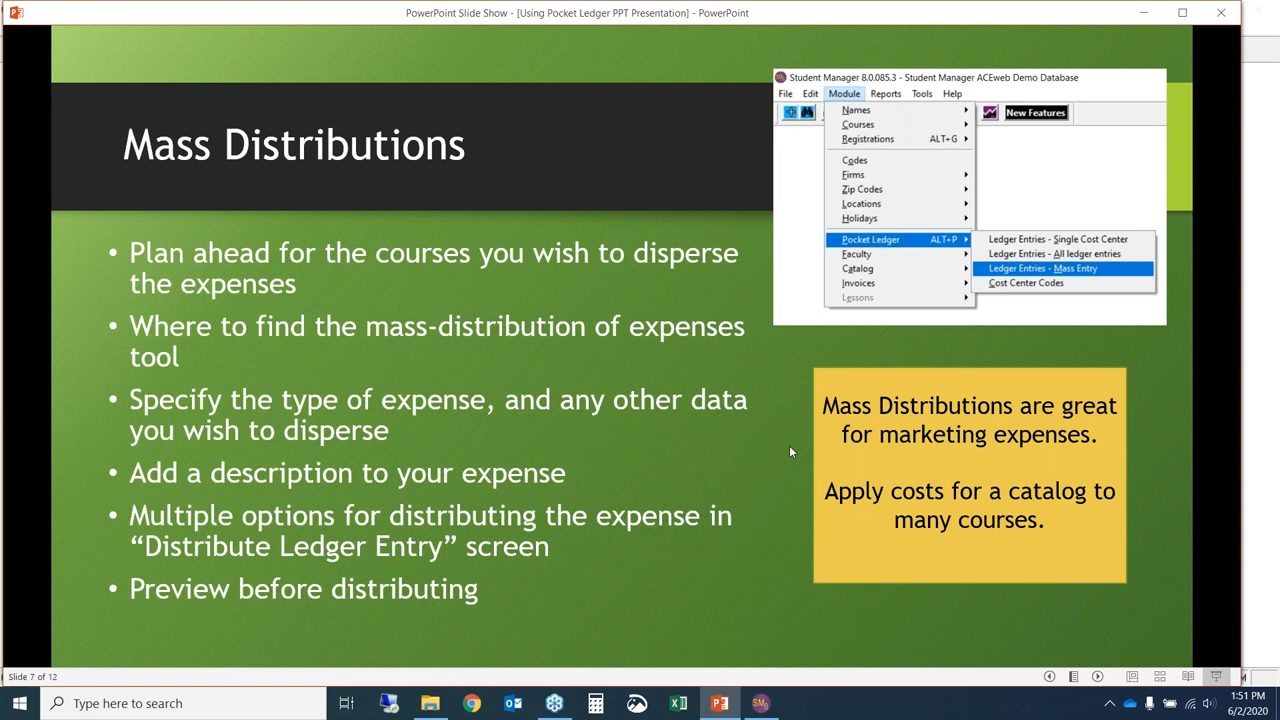 PowerPoint Slide Show - [Using Pocket Ledger PPT Presentation] - PowerPoint
Student Manager 8.0.085.3 - Student Manager ACEweb Demo Database
File Edit Module Reports Tools Help
New Features
Names
Courses
Registrations ALT+G
Codes
Firms
Zip Codes
Locations
Holidays
Pocket Ledger ALT+P
Faculty
Catalog
Invoices
Lessons
Ledger Entries - Single Cost Center
Ledger Entries - All ledger entries
Ledger Entries - Mass Entry
Cost Center Codes
Mass Distributions
• Plan ahead for the courses you wish to disperse
the expenses
• Where to find the mass-distribution of expenses
tool
• Specify the type of expense, and any other data
you wish to disperse
• Add a description to your expense
• Multiple options for distributing the expense in
“Distribute Ledger Entry” screen
• Preview before distributing
Mass Distributions are great
for marketing expenses.
Apply costs for a catalog to
many courses.
Slide 7 of 12
Type here to search
1:51 PM
6/2/2020